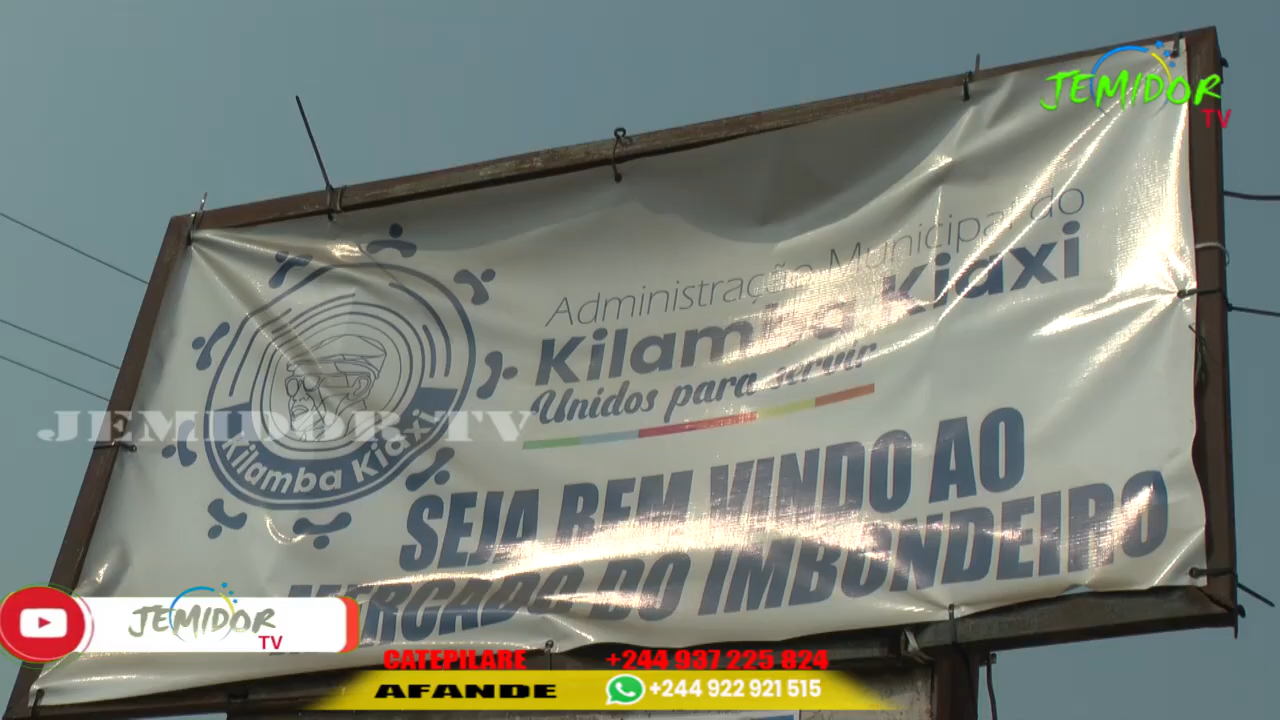 JEMIDOR
TV
Administração Municipal do
Kilamba Kiaxi
Unidos para servir
Kilamba Kiaxi
JEMIDOR TV
SEJA BEM VINDO AO
MERCADO DO IMBONDEIRO
JEMIDOR
TV
CATEPILARE +244 937 225 824
AFANDE +244 922 921 515